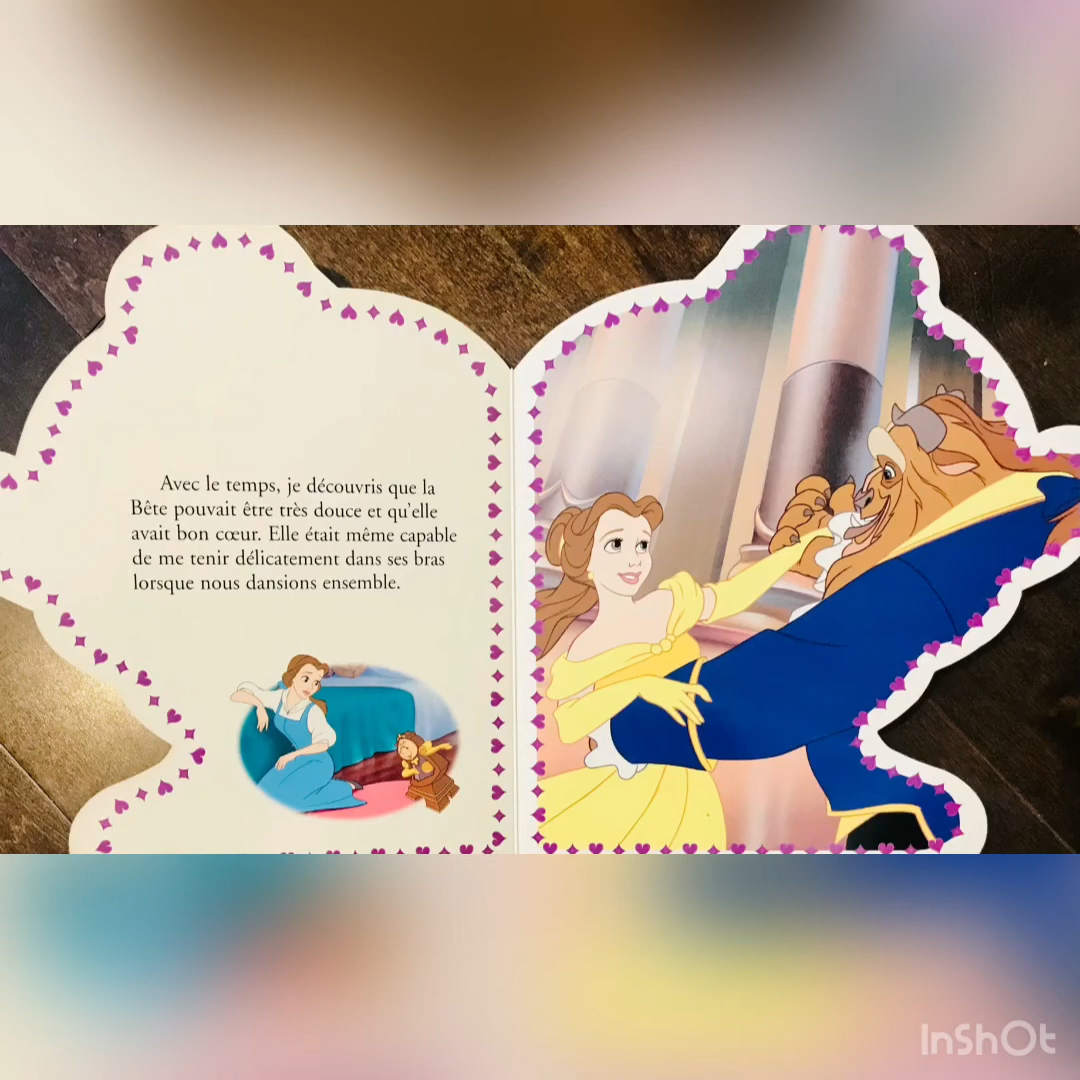 Avec le temps, je découvris que la
Bête pouvait être très douce et qu'elle
avait bon cœur. Elle était même capable
de me tenir délicatement dans ses bras
lorsque nous dansions ensemble.
InShOt